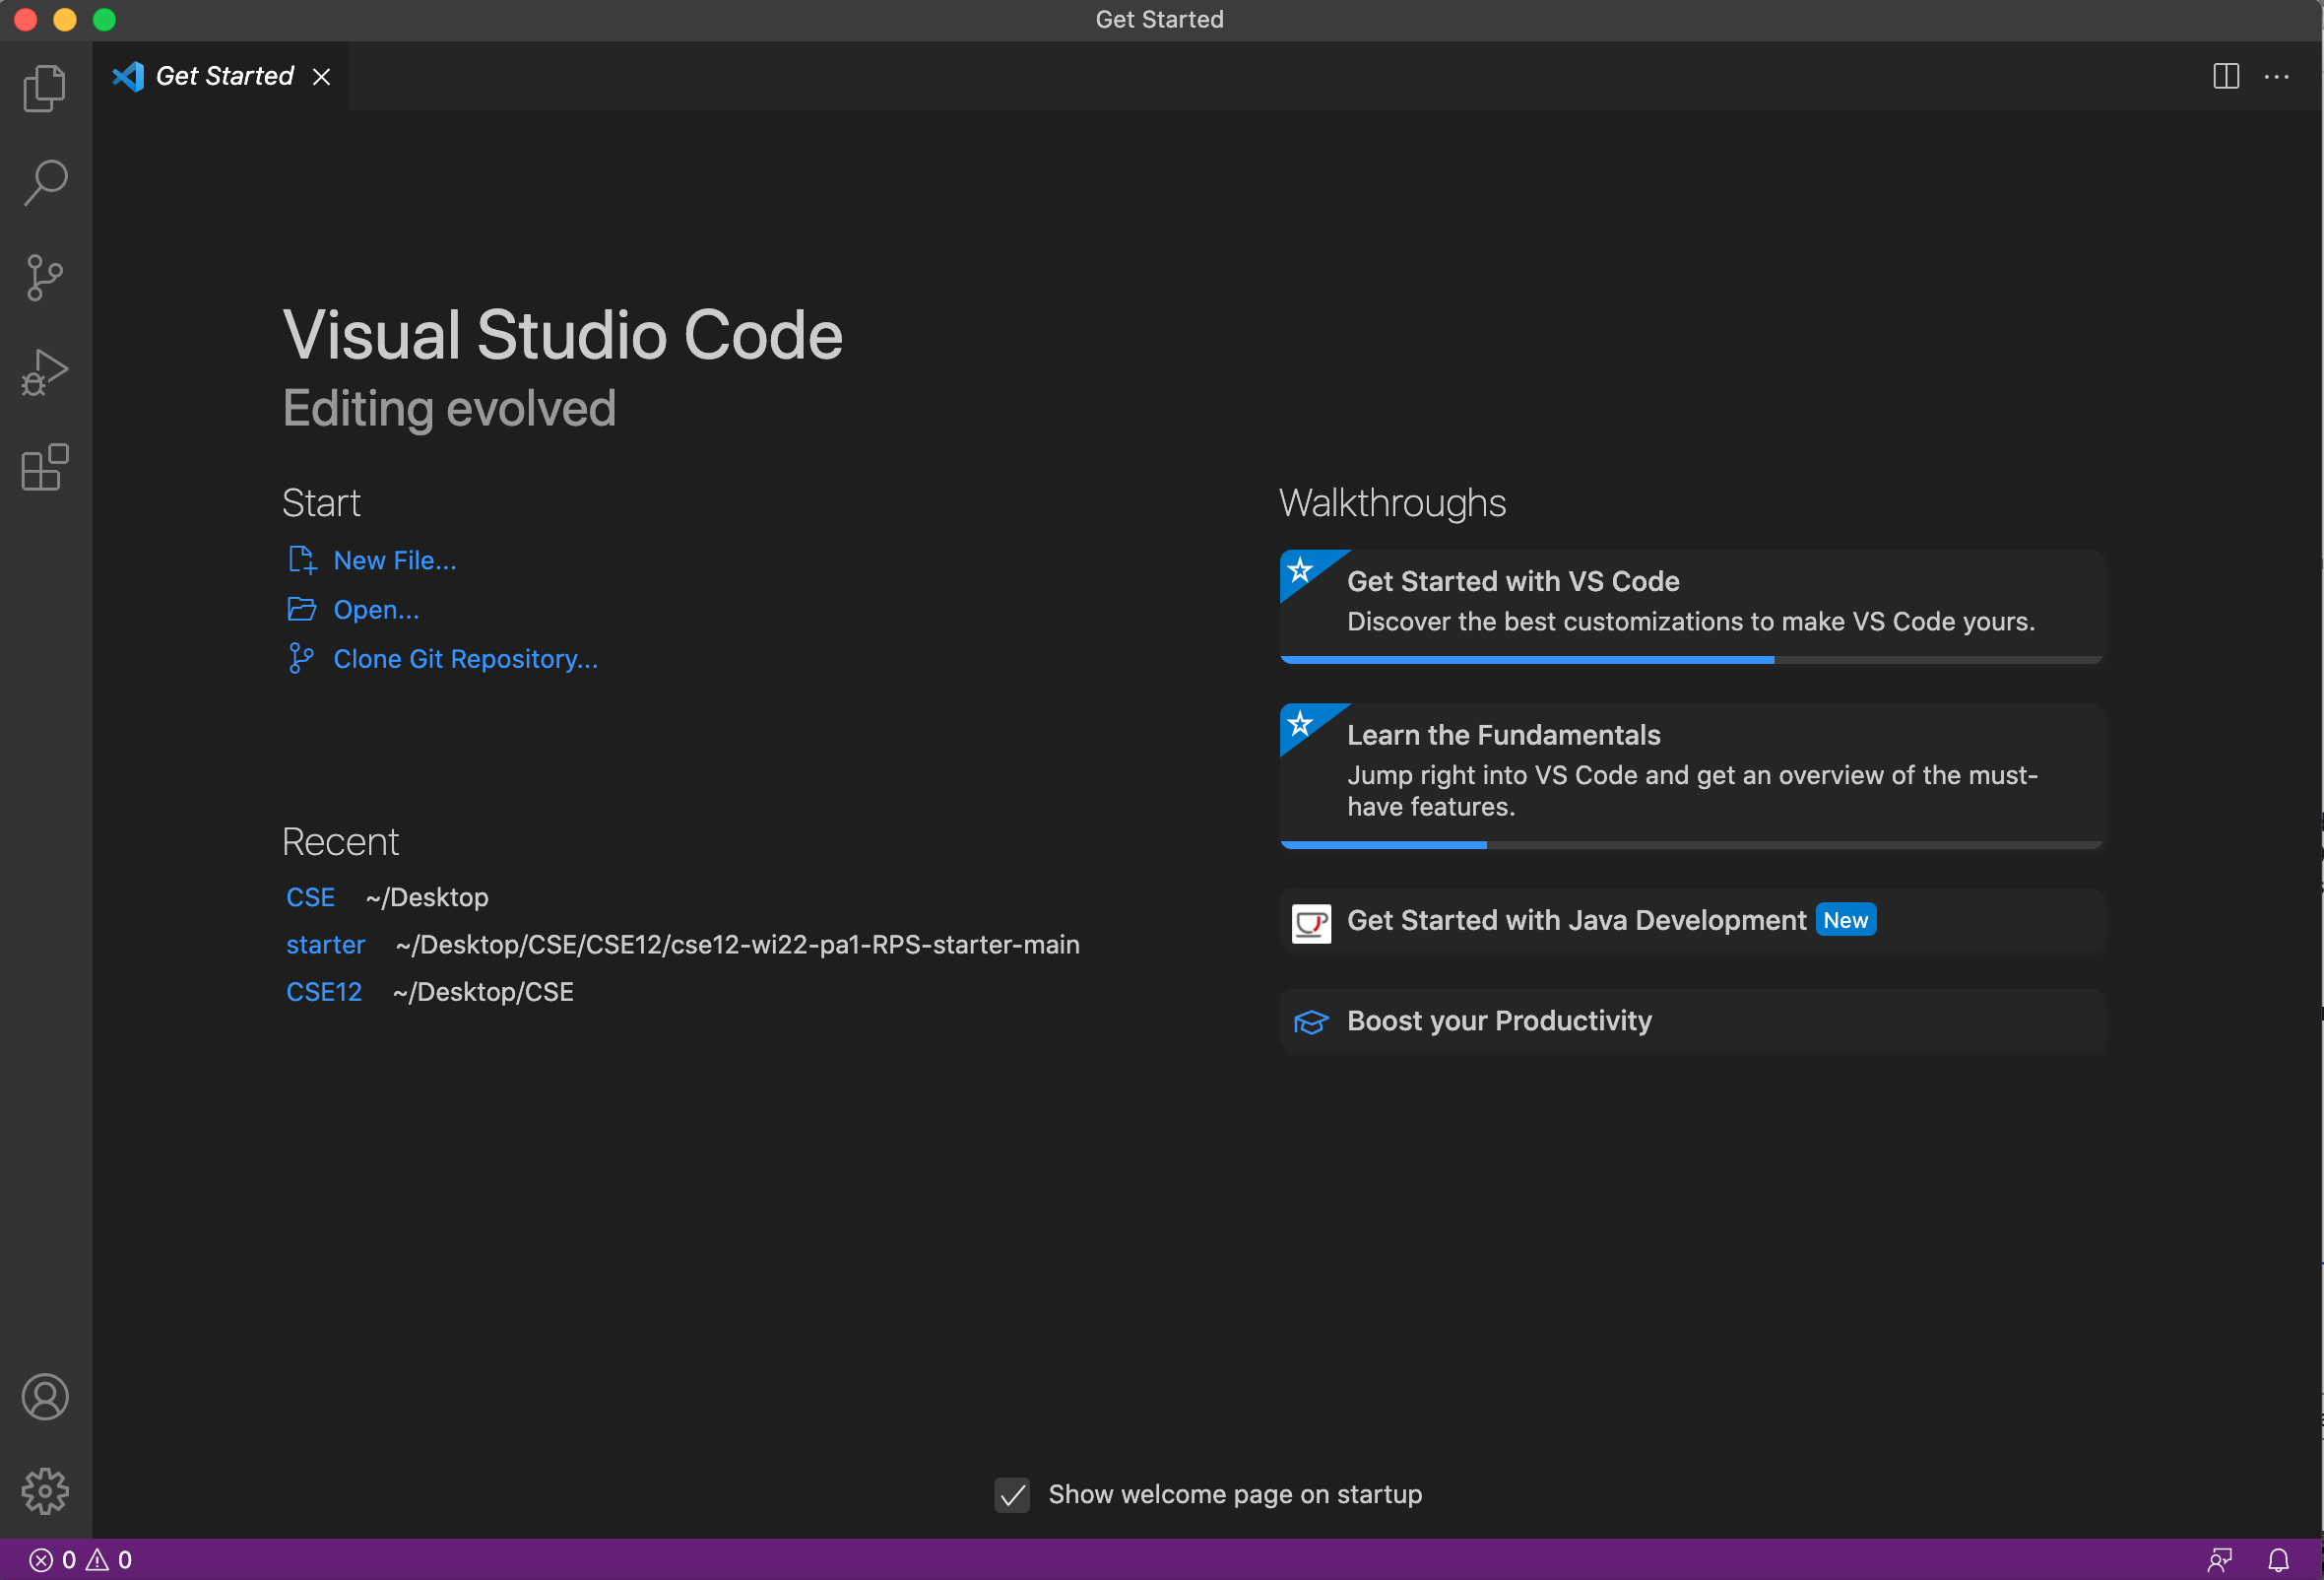 Get Started
Get Started
Visual Studio Code
Editing evolved
Start
New File...
Open...
Clone Git Repository...
Recent
CSE ~/Desktop
starter ~/Desktop/CSE/CSE12/cse12-wi22-pa1-RPS-starter-main
CSE12 ~/Desktop/CSE
Walkthroughs
Get Started with VS Code
Discover the best customizations to make VS Code yours.
Learn the Fundamentals
Jump right into VS Code and get an overview of the must-
have features.
Get Started with Java Development New
Boost your Productivity
Show welcome page on startup
0 0